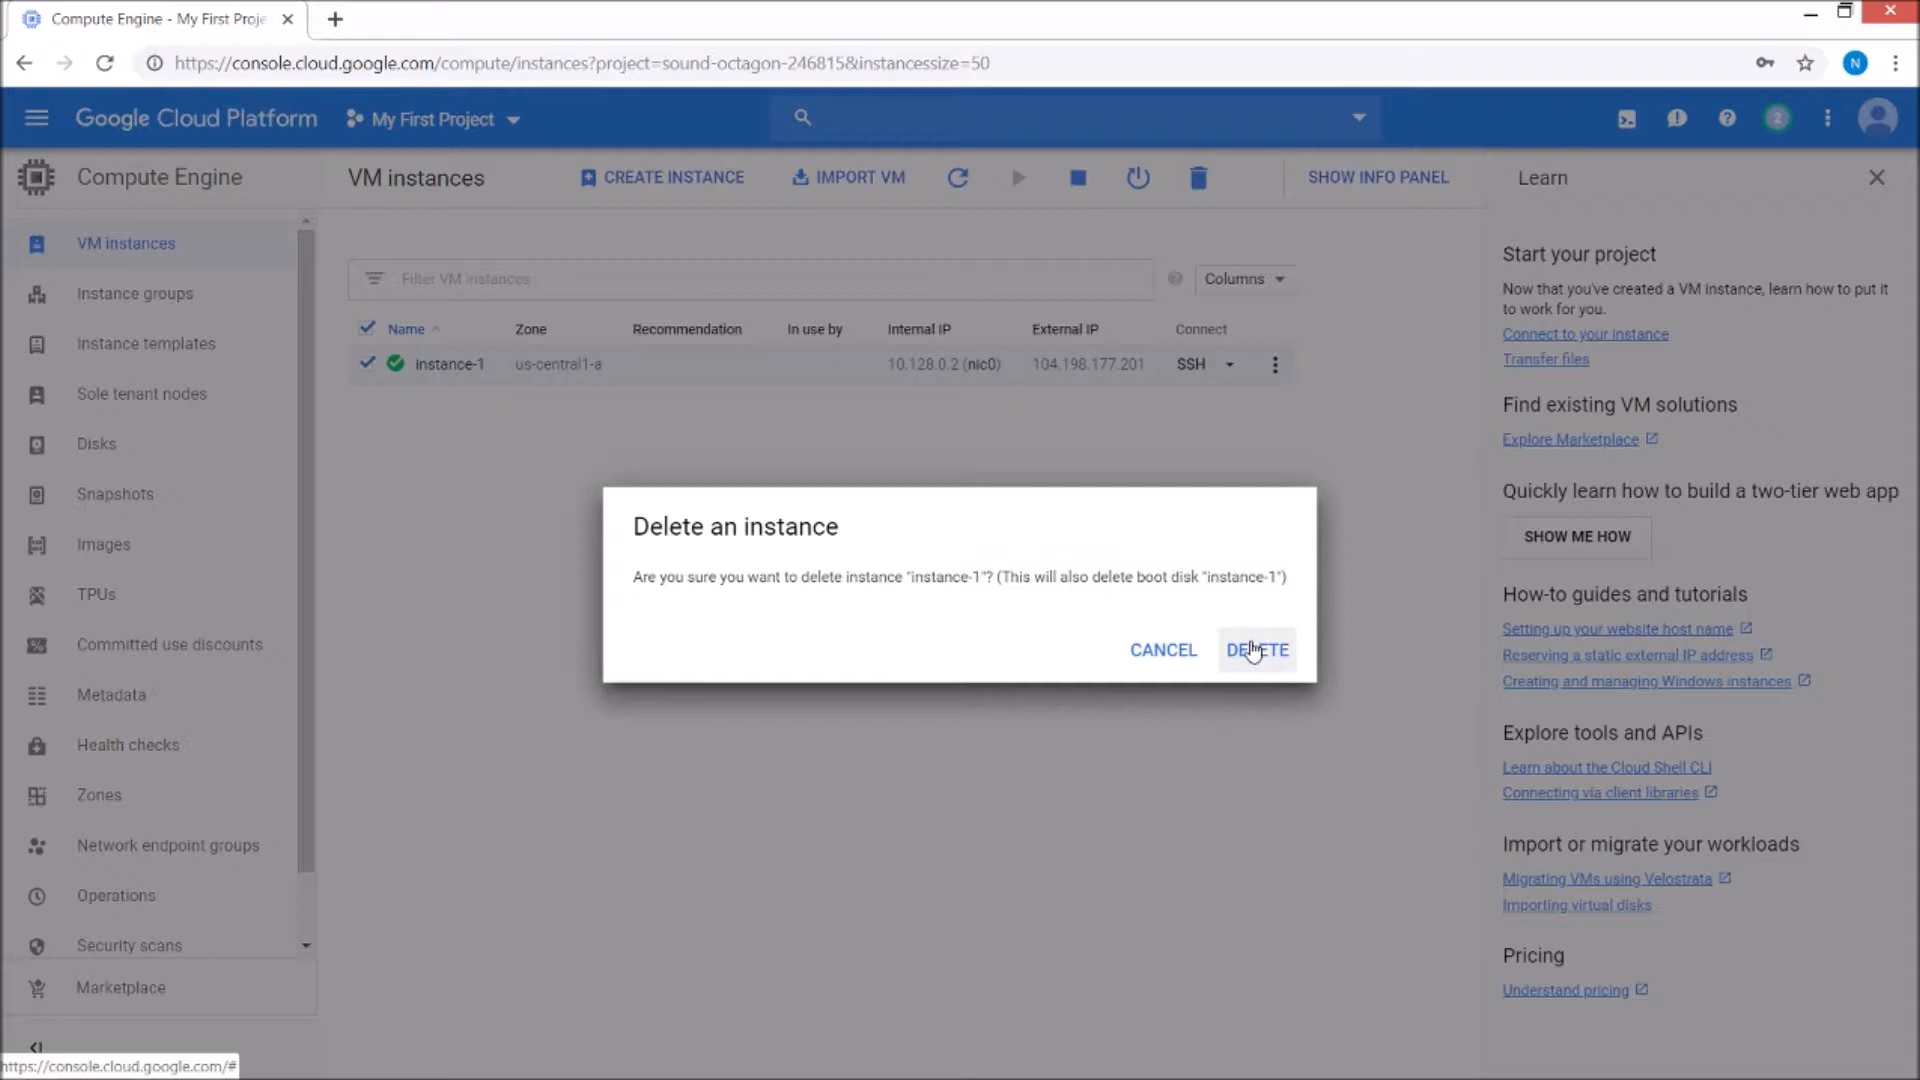 Compute Engine - My First Proje
https://console.cloud.google.com/compute/instances?project=sound-octagon-246815&instancessize=50
N
Google Cloud Platform
My First Project
2
Compute Engine
VM instances
CREATE INSTANCE
IMPORT VM
SHOW INFO PANEL
Learn
VM instances
Instance groups
Instance templates
Sole tenant nodes
Disks
Snapshots
Images
TPUs
Committed use discounts
Metadata
Health checks
Zones
Network endpoint groups
Operations
Security scans
Marketplace
https://console.cloud.google.com/#
Filter VM instances
Columns
Name Zone Recommendation In use by Internal IP External IP Connect
instance-1 us-central1-a 10.128.0.2 (nic0) 104.198.177.201 SSH
Delete an instance
Are you sure you want to delete instance "instance-1"? (This will also delete boot disk "instance-1")
CANCEL
DELETE
Start your project
Now that you've created a VM instance, learn how to put it
to work for you.
Connect to your instance
Transfer files
Find existing VM solutions
Explore Marketplace
Quickly learn how to build a two-tier web app
SHOW ME HOW
How-to guides and tutorials
Setting up your website host name
Reserving a static external IP address
Creating and managing Windows instances
Explore tools and APIs
Learn about the Cloud Shell CLI
Connecting via client libraries
Import or migrate your workloads
Migrating VMs using Velostrata
Importing virtual disks
Pricing
Understand pricing